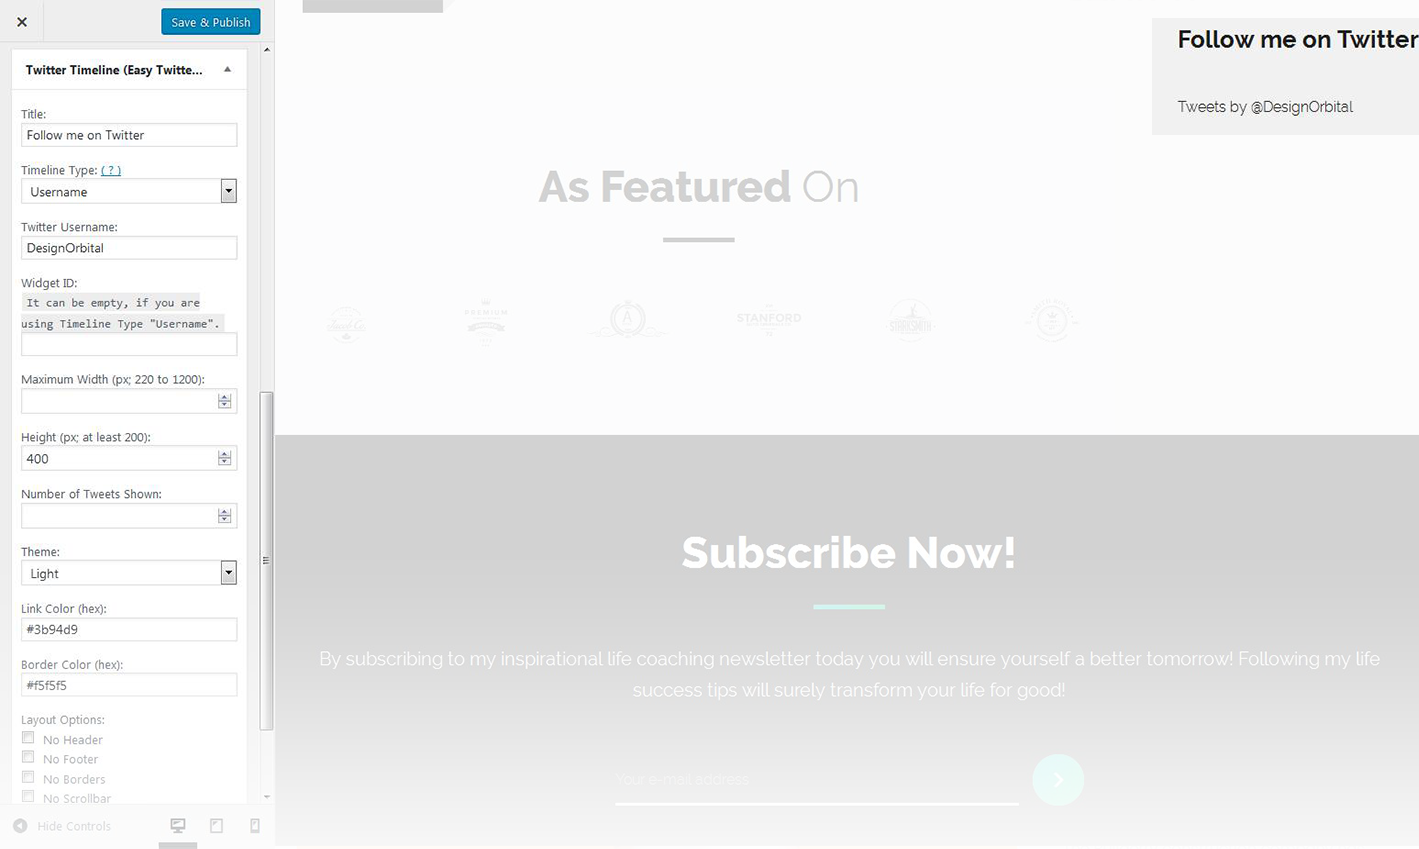 Save & Publish
Twitter Timeline (Easy Twitte...
Title:
Follow me on Twitter
Timeline Type: ( ? )
Username
Twitter Username:
DesignOrbital
Widget ID:
It can be empty, if you are
using Timeline Type "Username".
Maximum Width (px; 220 to 1200):
Height (px; at least 200):
400
Number of Tweets Shown:
Theme:
Light
Link Color (hex):
#3b94d9
Border Color (hex):
#f5f5f5
Layout Options:
No Header
No Footer
No Borders
No Scrollbar
Hide Controls
Follow me on Twitter
Tweets by @DesignOrbital
As Featured On
PREMIUM
A
STANFORD
Subscribe Now!
By subscribing to my inspirational life coaching newsletter today you will ensure yourself a better tomorrow! Following my life
success tips will surely transform your life for good!
Your e-mail address